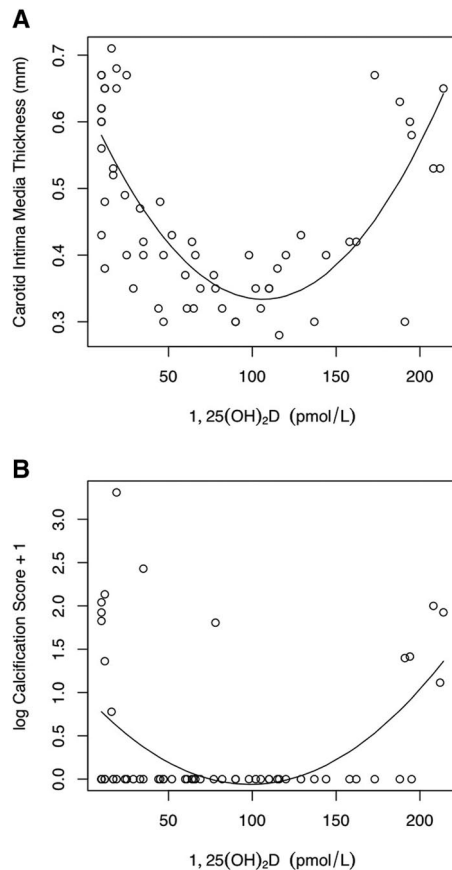 A
Carotid Intima Media Thickness (mm)
0.7
0.6
0.5
0.4
0.3
50 100 150 200
1, 25(OH)₂D (pmol/L)
B
log Calcification Score + 1
3.0
2.5
2.0
1.5
1.0
0.5
0.0
50 100 150 200
1, 25(OH)₂D (pmol/L)